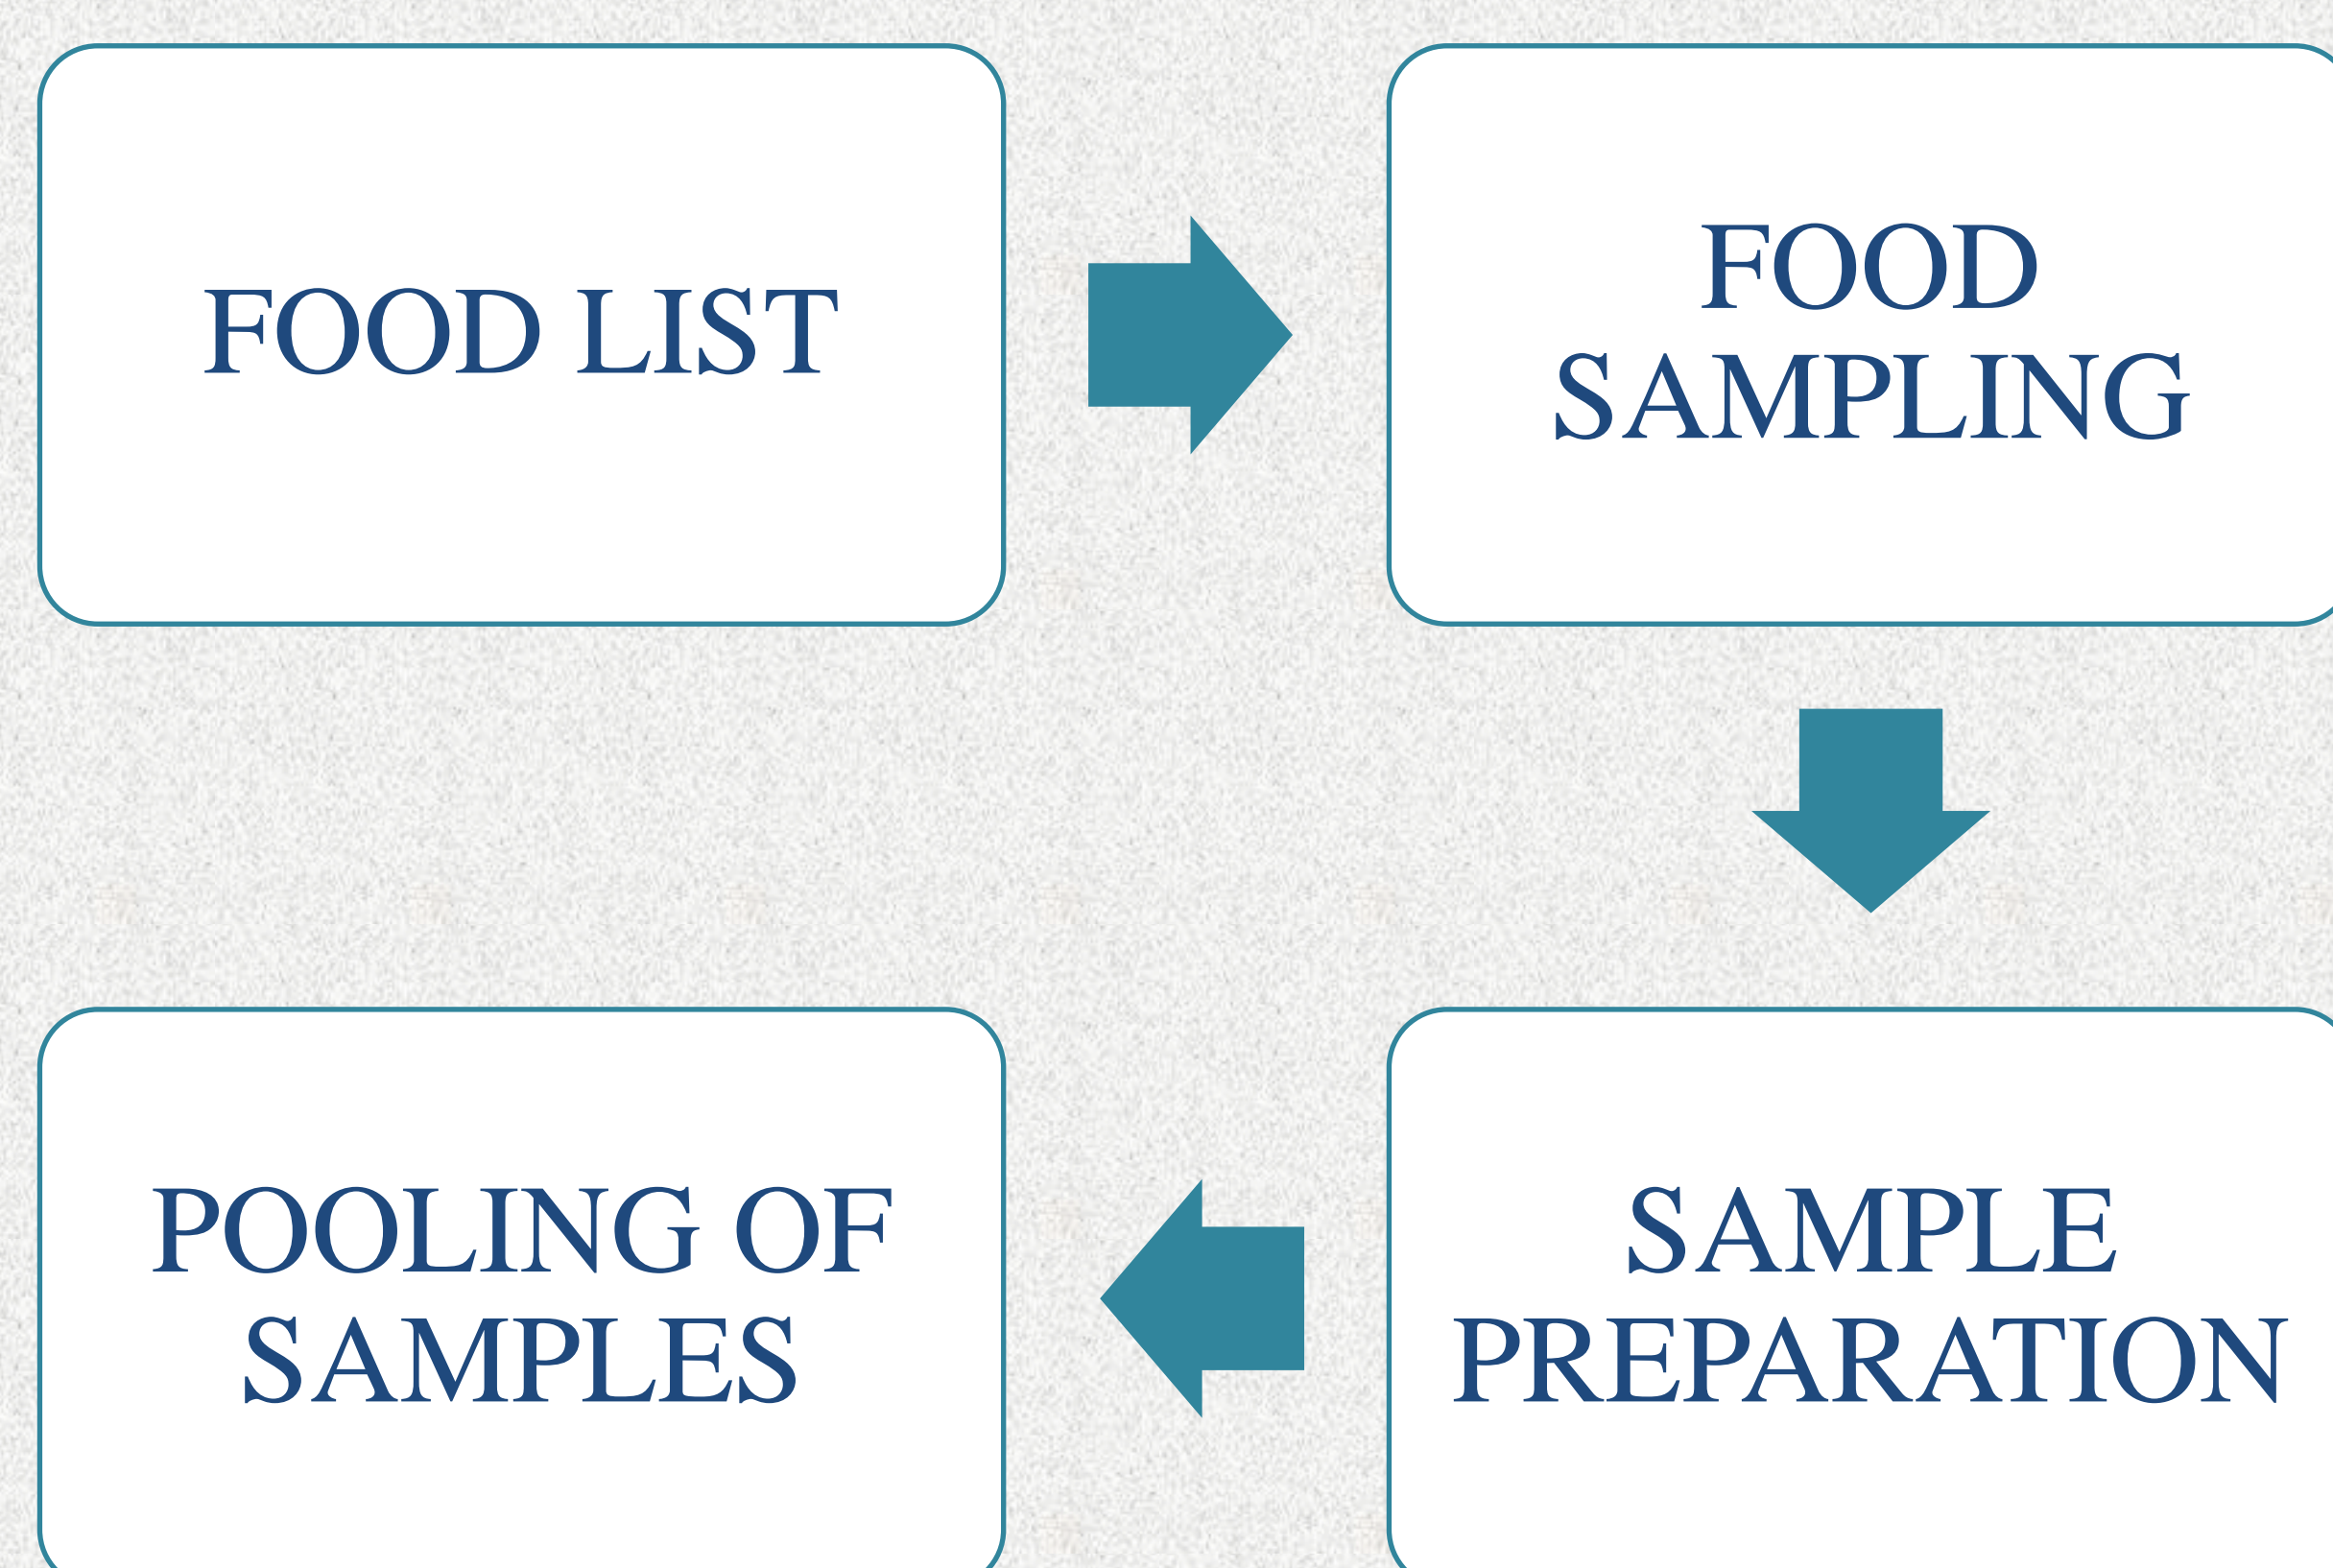 FOOD LIST
FOOD
SAMPLING
SAMPLE
PREPARATION
POOLING OF
SAMPLES